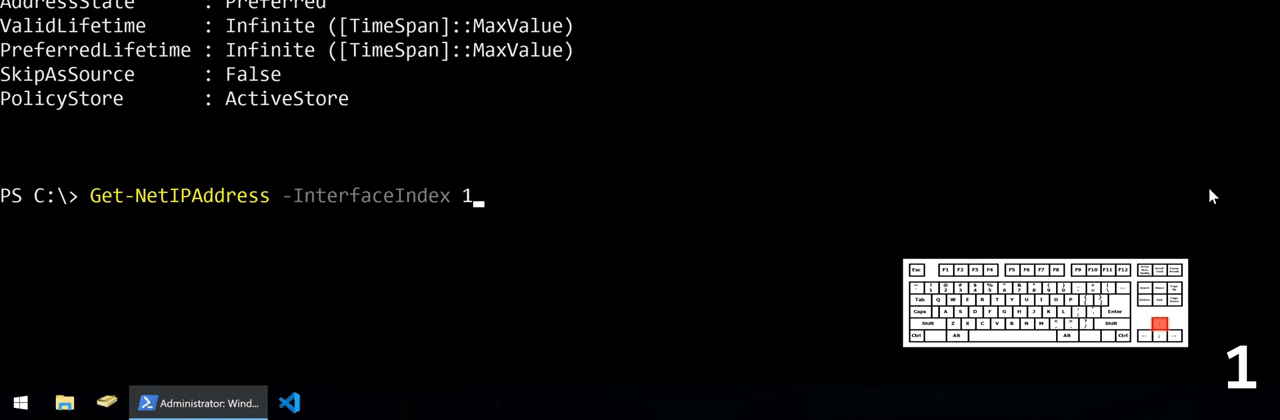 AddressState      : Preferred
ValidLifetime     : Infinite ([TimeSpan]::MaxValue)
PreferredLifetime : Infinite ([TimeSpan]::MaxValue)
SkipAsSource      : False
PolicyStore       : ActiveStore
PS C:\> Get-NetIPAddress -InterfaceIndex 1
Esc F1 F2 F3 F4 F5 F6 F7 F8 F9 F10 F11 F12
Tab Q W E R T Y U I O P
Caps A S D F G H J K L Enter
Shift Z X C V B N M Shift
Ctrl Alt Alt Ctrl
1
Administrator: Wind...